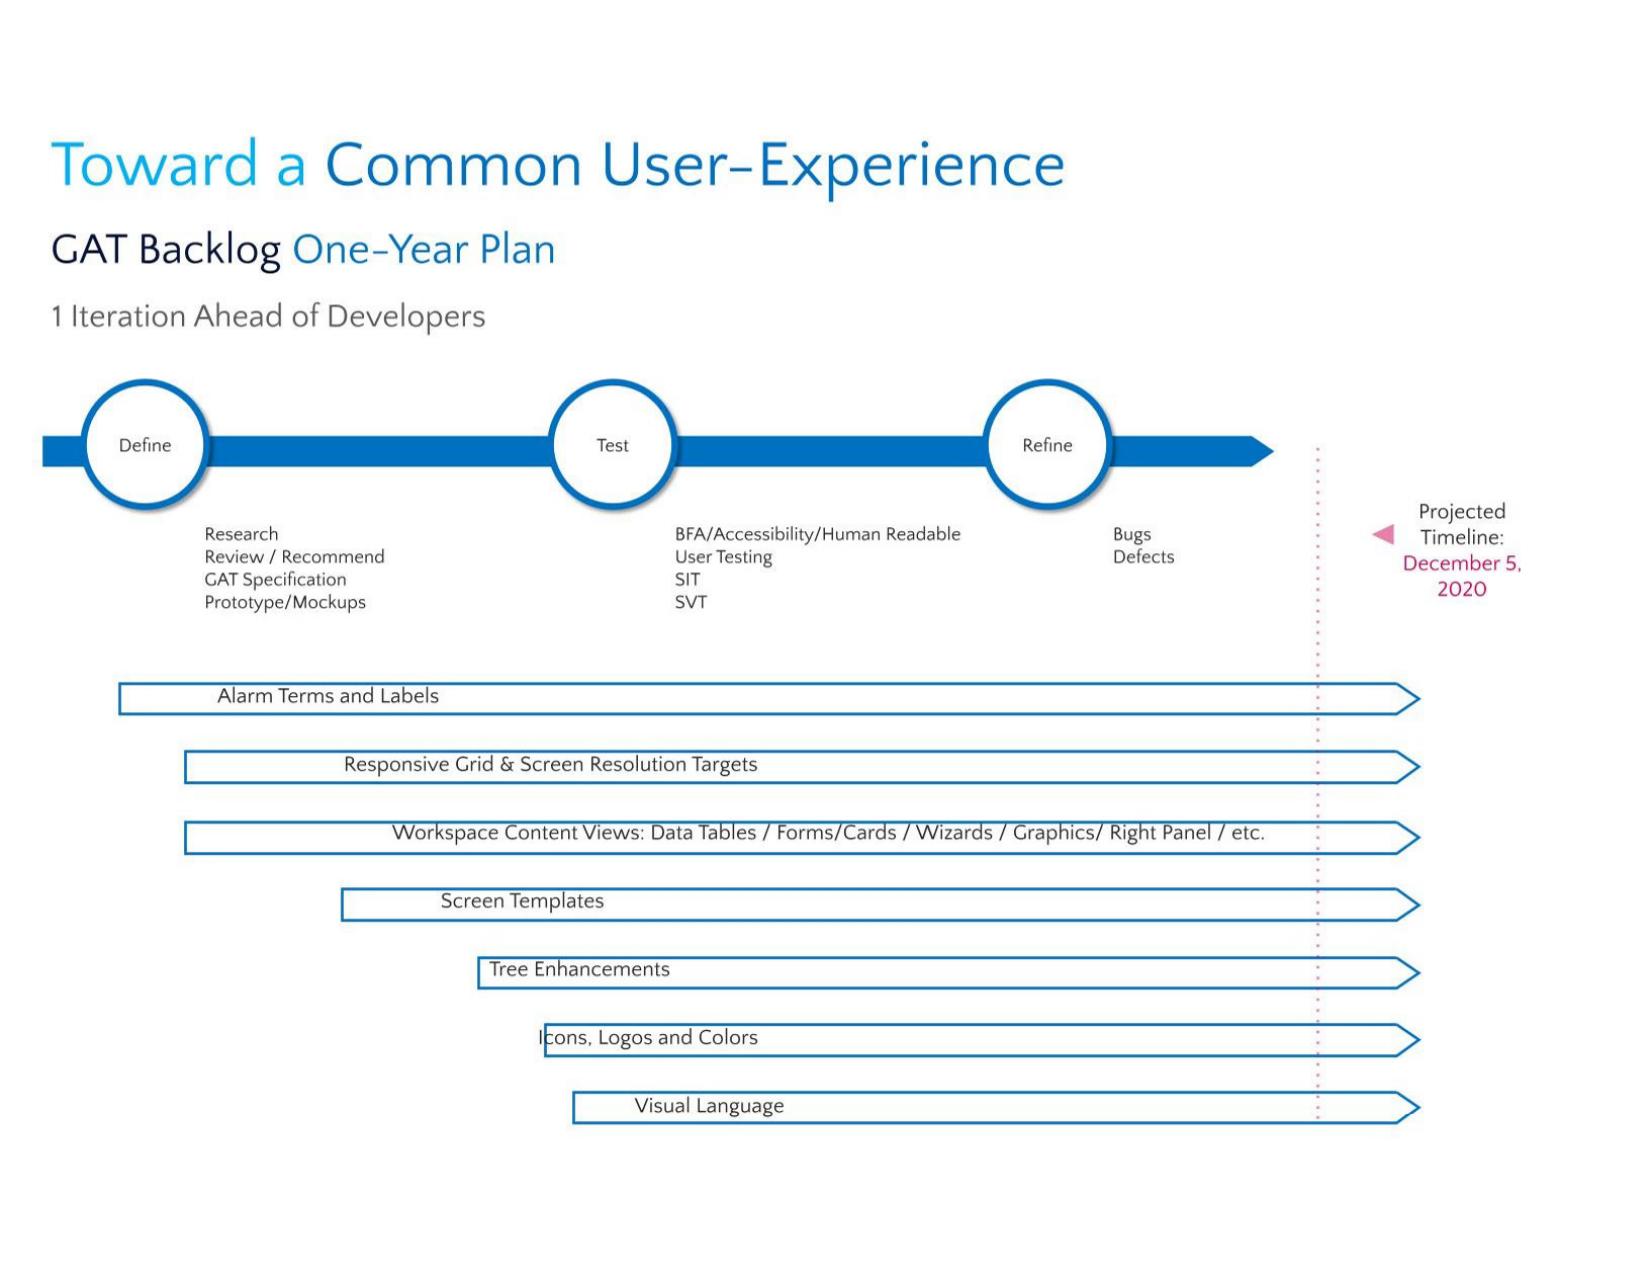 Toward a Common User-Experience
GAT Backlog One-Year Plan
1 Iteration Ahead of Developers
Define
Test
Refine
Research
Review / Recommend
GAT Specification
Prototype/Mockups
BFA/Accessibility/Human Readable
User Testing
SIT
SVT
Bugs
Defects
Projected
Timeline:
December 5,
2020
Alarm Terms and Labels
Responsive Grid & Screen Resolution Targets
Workspace Content Views: Data Tables / Forms/Cards / Wizards / Graphics/ Right Panel / etc.
Screen Templates
Tree Enhancements
Icons, Logos and Colors
Visual Language